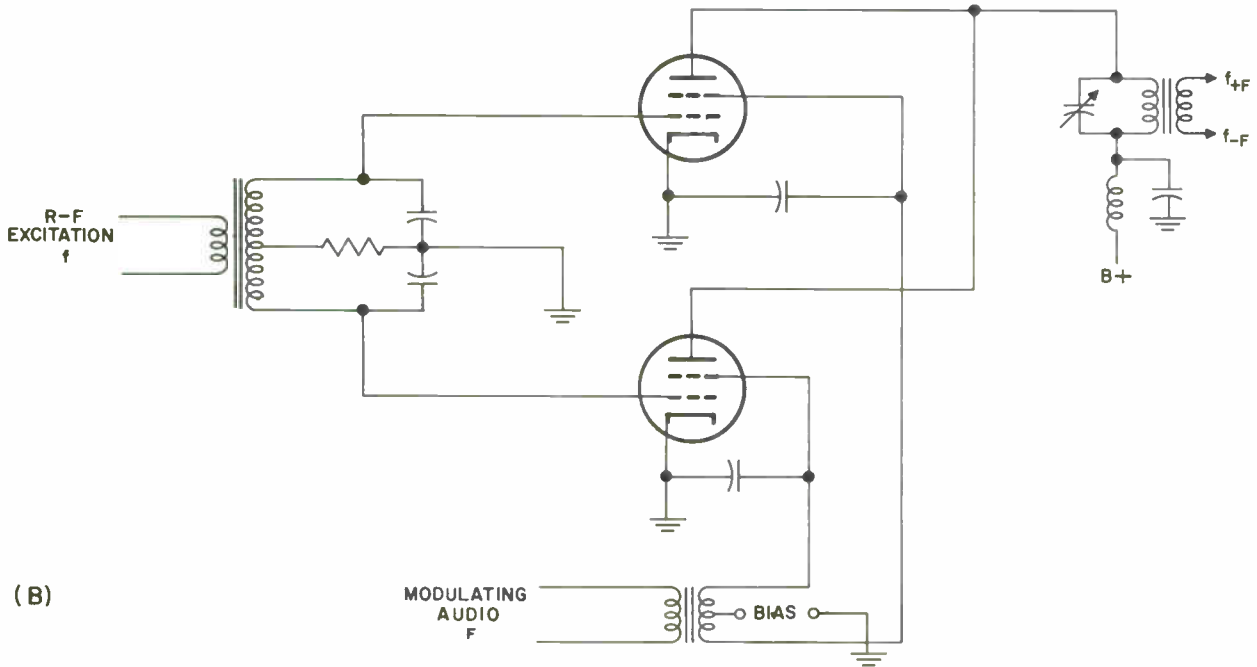 R-F
EXCITATION
f
f+F
f-F
B+
(B)
MODULATING
AUDIO
F
BIAS